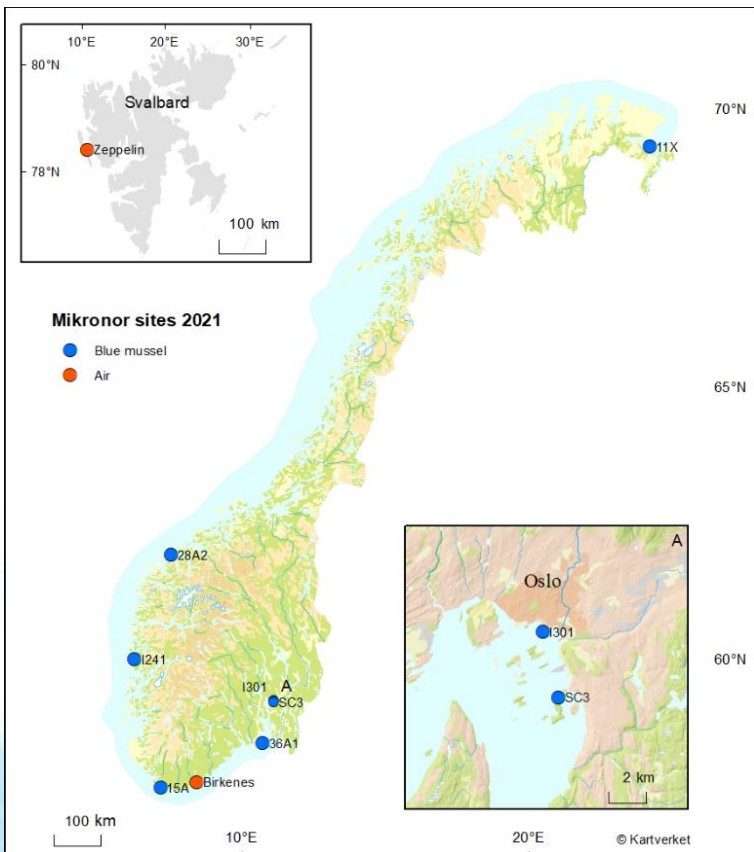 10°E 20°E 30°E
80°N
Svalbard
Zeppelin
78°N
100 km
70°N
11X
Mikronor sites 2021
Blue mussel
Air
65°N
28A2
A
Oslo
I301
I241
60°N
I301 A
SC3
SC3
36A1
2 km
Birkenes
15A
100 km
10°E 20°E © Kartverket